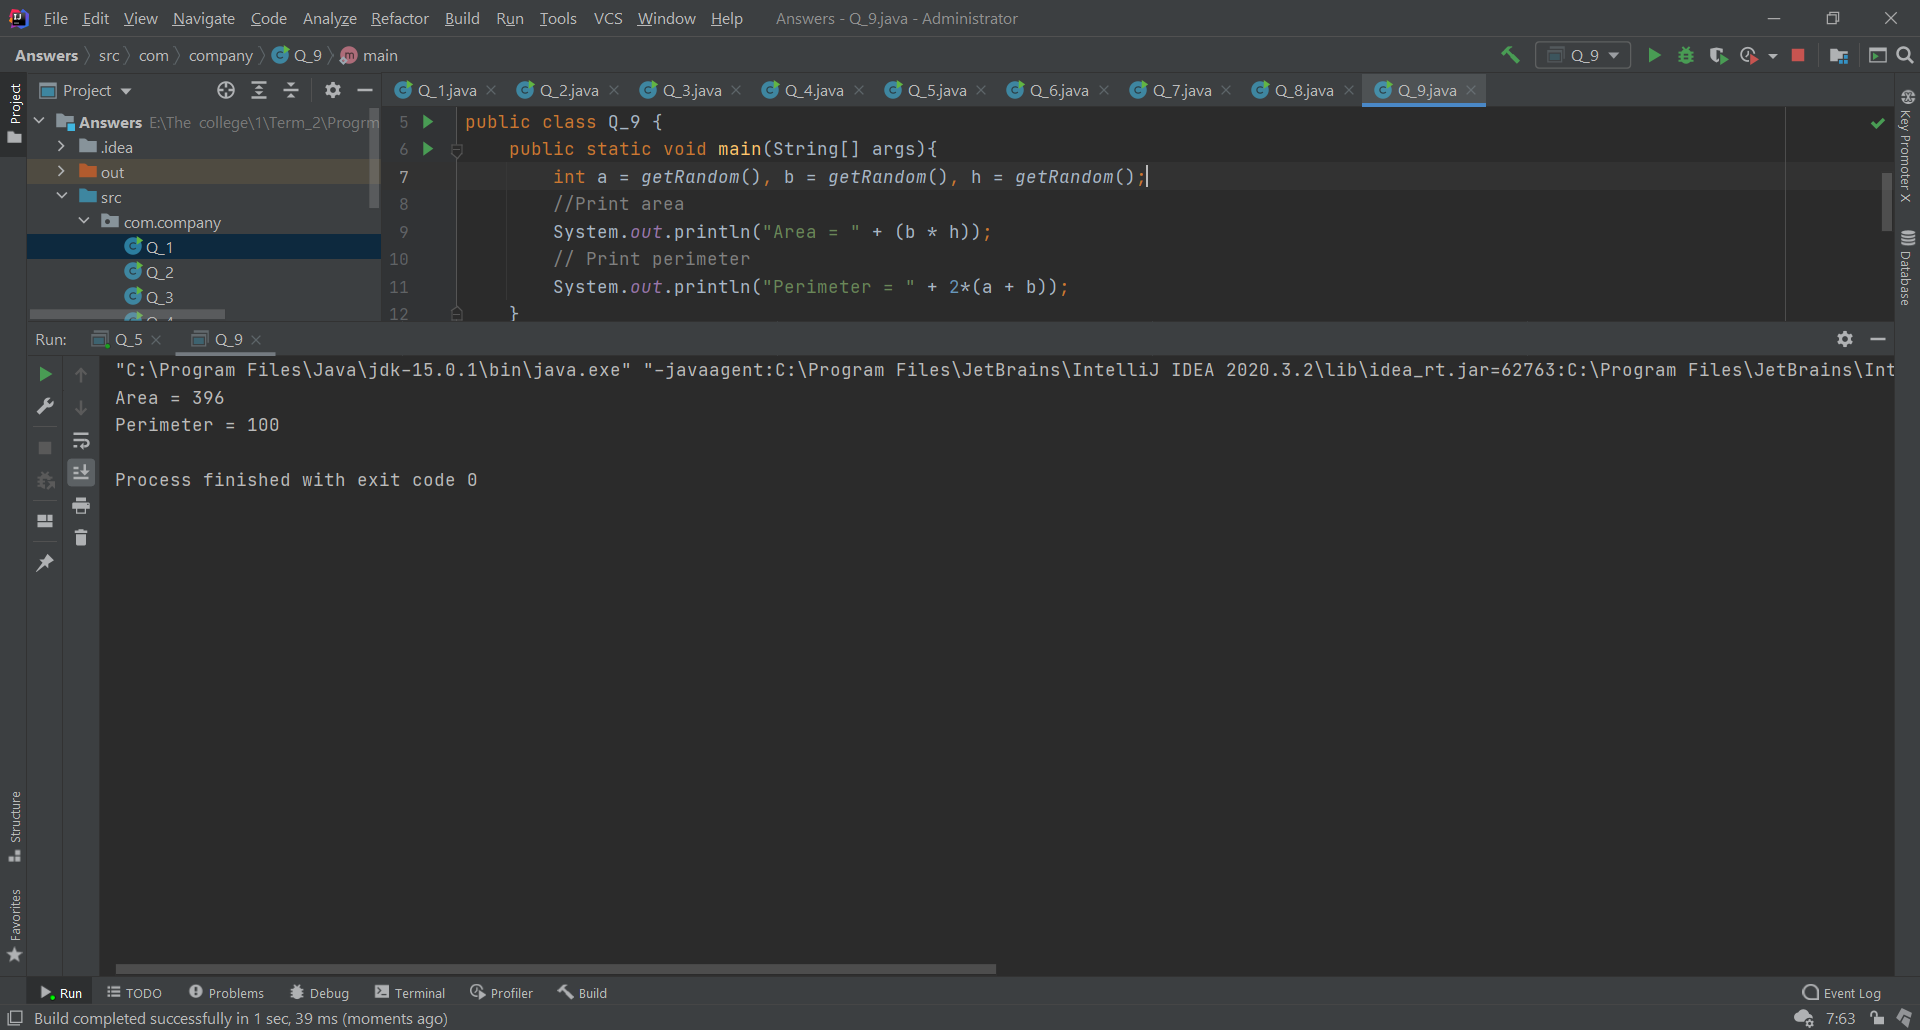 File Edit View Navigate Code Analyze Refactor Build Run Tools VCS Window Help Answers - Q_9.java - Administrator
Answers src com company Q_9 main
Q_9
Project
Q_1.java Q_2.java Q_3.java Q_4.java Q_5.java Q_6.java Q_7.java Q_8.java Q_9.java
Project
Answers E:\The college\1\Term_2\Progrm
.idea
out
src
com.company
Q_1
Q_2
Q_3
5 public class Q_9 {
6 public static void main(String[] args){
7 int a = getRandom(), b = getRandom(), h = getRandom();
8 //Print area
9 System.out.println("Area = " + (b * h));
10 // Print perimeter
11 System.out.println("Perimeter = " + 2*(a + b));
12 }
Key Promoter X
Database
Run: Q_5 Q_9
"C:\Program Files\Java\jdk-15.0.1\bin\java.exe" "-javaagent:C:\Program Files\JetBrains\IntelliJ IDEA 2020.3.2\lib\idea_rt.jar=62763:C:\Program Files\JetBrains\Int
Area = 396
Perimeter = 100
Process finished with exit code 0
Structure
Favorites
Run TODO Problems Debug Terminal Profiler Build Event Log
Build completed successfully in 1 sec, 39 ms (moments ago) 7:63